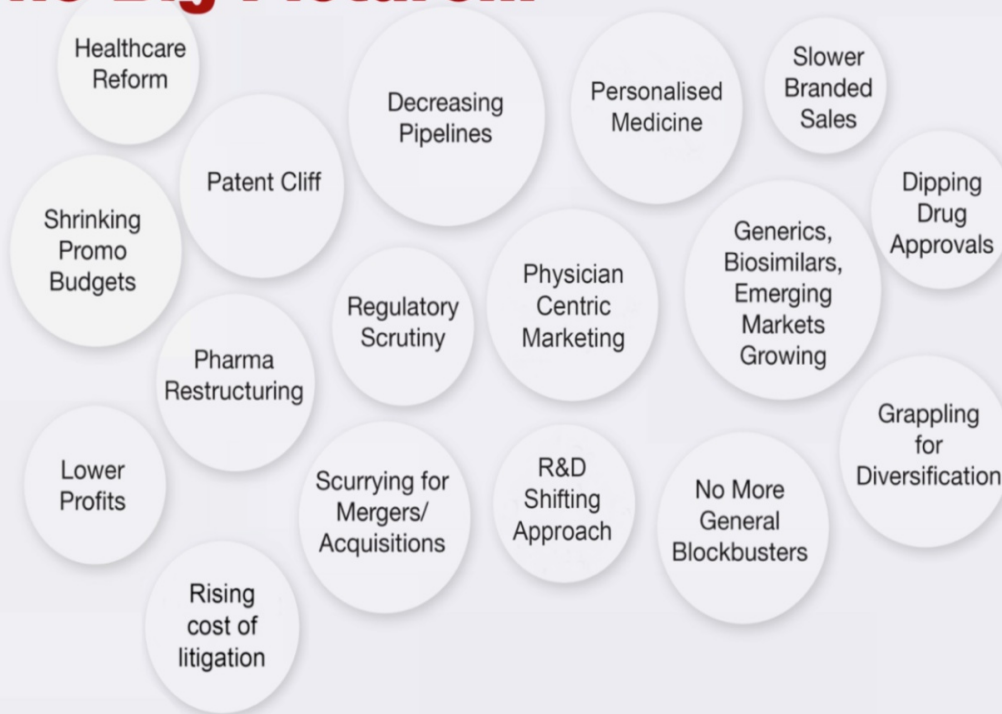 Healthcare
Reform
Decreasing
Pipelines
Personalised
Medicine
Slower
Branded
Sales
Patent Cliff
Dipping
Drug
Approvals
Shrinking
Promo
Budgets
Regulatory
Scrutiny
Physician
Centric
Marketing
Generics,
Biosimilars,
Emerging
Markets
Growing
Pharma
Restructuring
Grappling
for
Diversification
Lower
Profits
Scurrying for
Mergers/
Acquisitions
R&D
Shifting
Approach
No More
General
Blockbusters
Rising
cost of
litigation